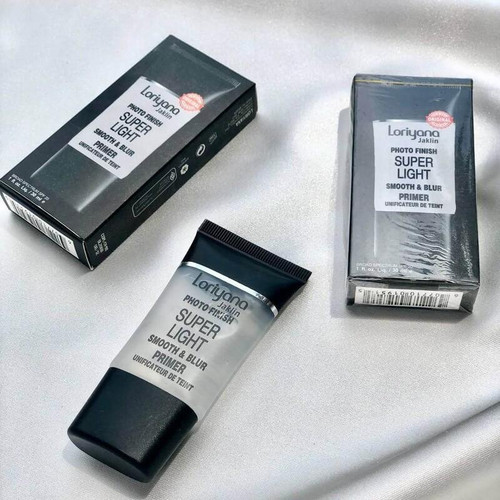 Loriyana
Jaklin
PHOTO FINISH
SUPER
LIGHT
SMOOTH & BLUR
PRIMER
UNIFICATEUR DE TEINT
Loriyana
Jaklin
PHOTO FINISH
SUPER
LIGHT
SMOOTH & BLUR
PRIMER
UNIFICATEUR DE TEINT
Loriyana
Jaklin
PHOTO FINISH
SUPER
LIGHT
SMOOTH & BLUR
PRIMER
UNIFICATEUR DE TEINT